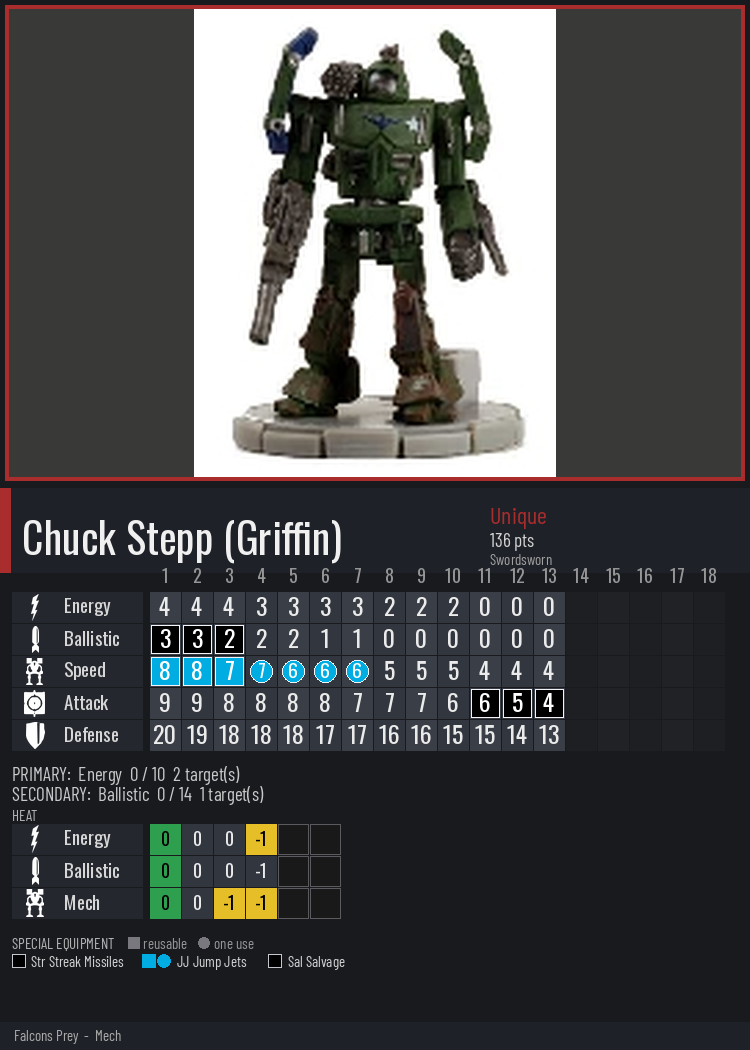 Chuck Stepp (Griffin)
Unique
136 pts
Swordsworn
1 2 3 4 5 6 7 8 9 10 11 12 13 14 15 16 17 18
Energy 4 4 4 3 3 3 3 2 2 2 0 0 0
Ballistic 3 3 2 2 2 1 1 0 0 0 0 0 0
Speed 8 8 7 7 6 6 6 5 5 5 4 4 4
Attack 9 9 8 8 8 8 7 7 7 6 6 5 4
Defense 20 19 18 18 18 17 17 16 16 15 15 14 13
PRIMARY: Energy 0 / 10 2 target(s)
SECONDARY: Ballistic 0 / 14 1 target(s)
HEAT
Energy 0 0 0 -1
Ballistic 0 0 0 -1
Mech 0 0 -1 -1
SPECIAL EQUIPMENT reusable one use
Str Streak Missiles JJ Jump Jets Sal Salvage
Falcons Prey - Mech